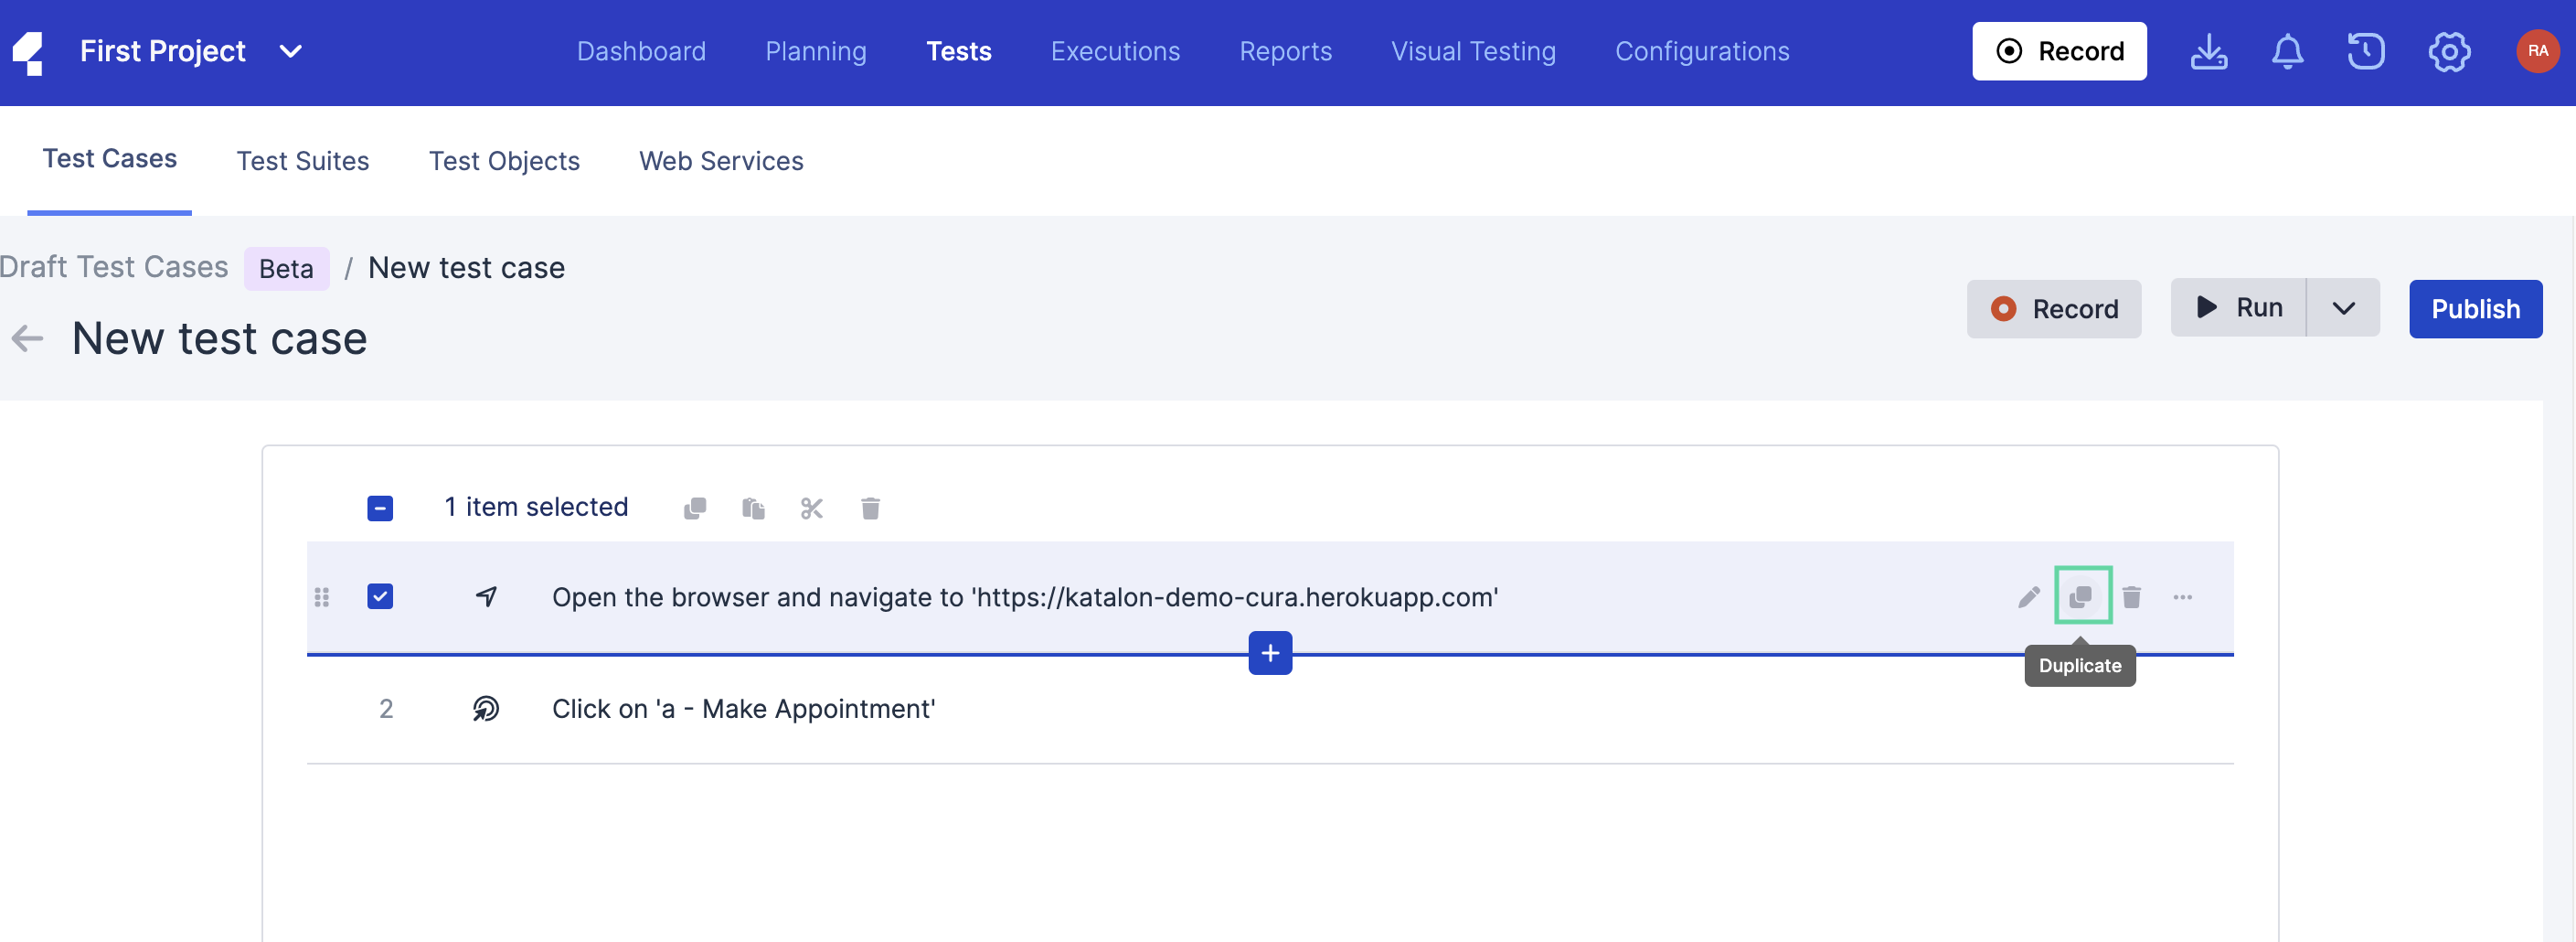 First Project
Dashboard
Planning
Tests
Executions
Reports
Visual Testing
Configurations
Record
RA
Test Cases
Test Suites
Test Objects
Web Services
Draft Test Cases Beta / New test case
New test case
Record
Run
Publish
1 item selected
Open the browser and navigate to 'https://katalon-demo-cura.herokuapp.com'
Duplicate
2 Click on 'a - Make Appointment'